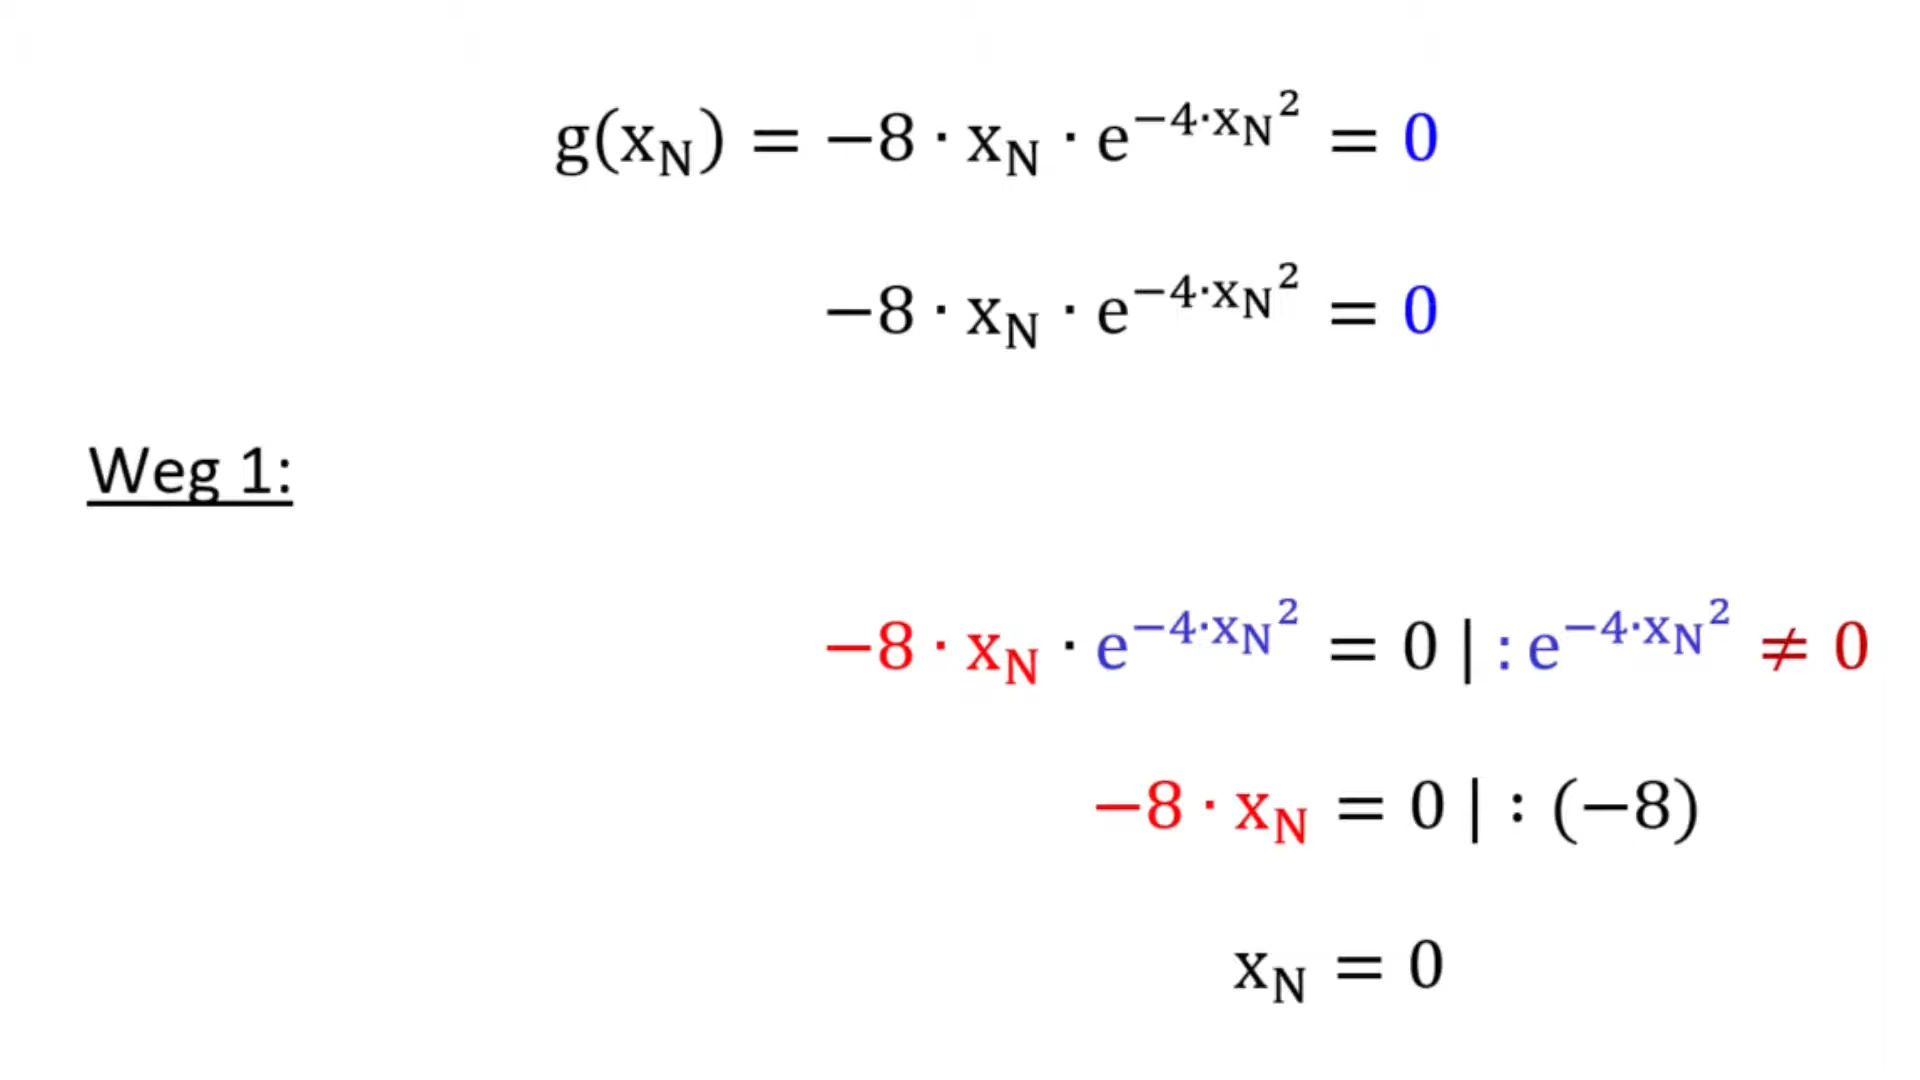 g(x_N) = −8 · x_N · e^{−4·x_N²} = 0
−8 · x_N · e^{−4·x_N²} = 0
Weg 1:
−8 · x_N · e^{−4·x_N²} = 0 | : e^{−4·x_N²} ≠ 0
−8 · x_N = 0 | : (−8)
x_N = 0